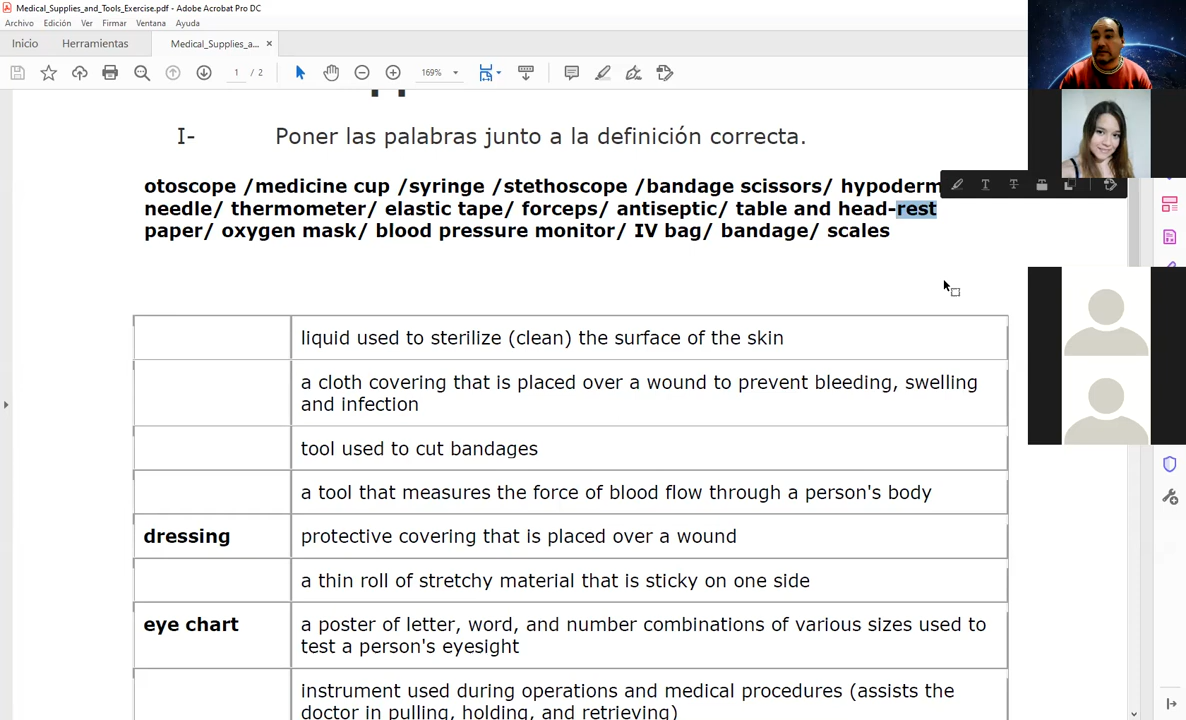 Medical_Supplies_and_Tools_Exercise.pdf - Adobe Acrobat Pro DC
Archivo Edición Ver Firmar Ventana Ayuda
Inicio Herramientas Medical_Supplies_a... ×
1 / 2 169%
I- Poner las palabras junto a la definición correcta.
otoscope /medicine cup /syringe /stethoscope /bandage scissors/
needle/ thermometer/ elastic tape/ forceps/ antiseptic/ table and head-rest
paper/ oxygen mask/ blood pressure monitor/ IV bag/ bandage/ scales
liquid used to sterilize (clean) the surface of the skin
a cloth covering that is placed over a wound to prevent bleeding, swelling
and infection
tool used to cut bandages
a tool that measures the force of blood flow through a person's body
dressing protective covering that is placed over a wound
a thin roll of stretchy material that is sticky on one side
eye chart a poster of letter, word, and number combinations of various sizes used to
test a person's eyesight
instrument used during operations and medical procedures (assists the
doctor in pulling, holding, and retrieving)